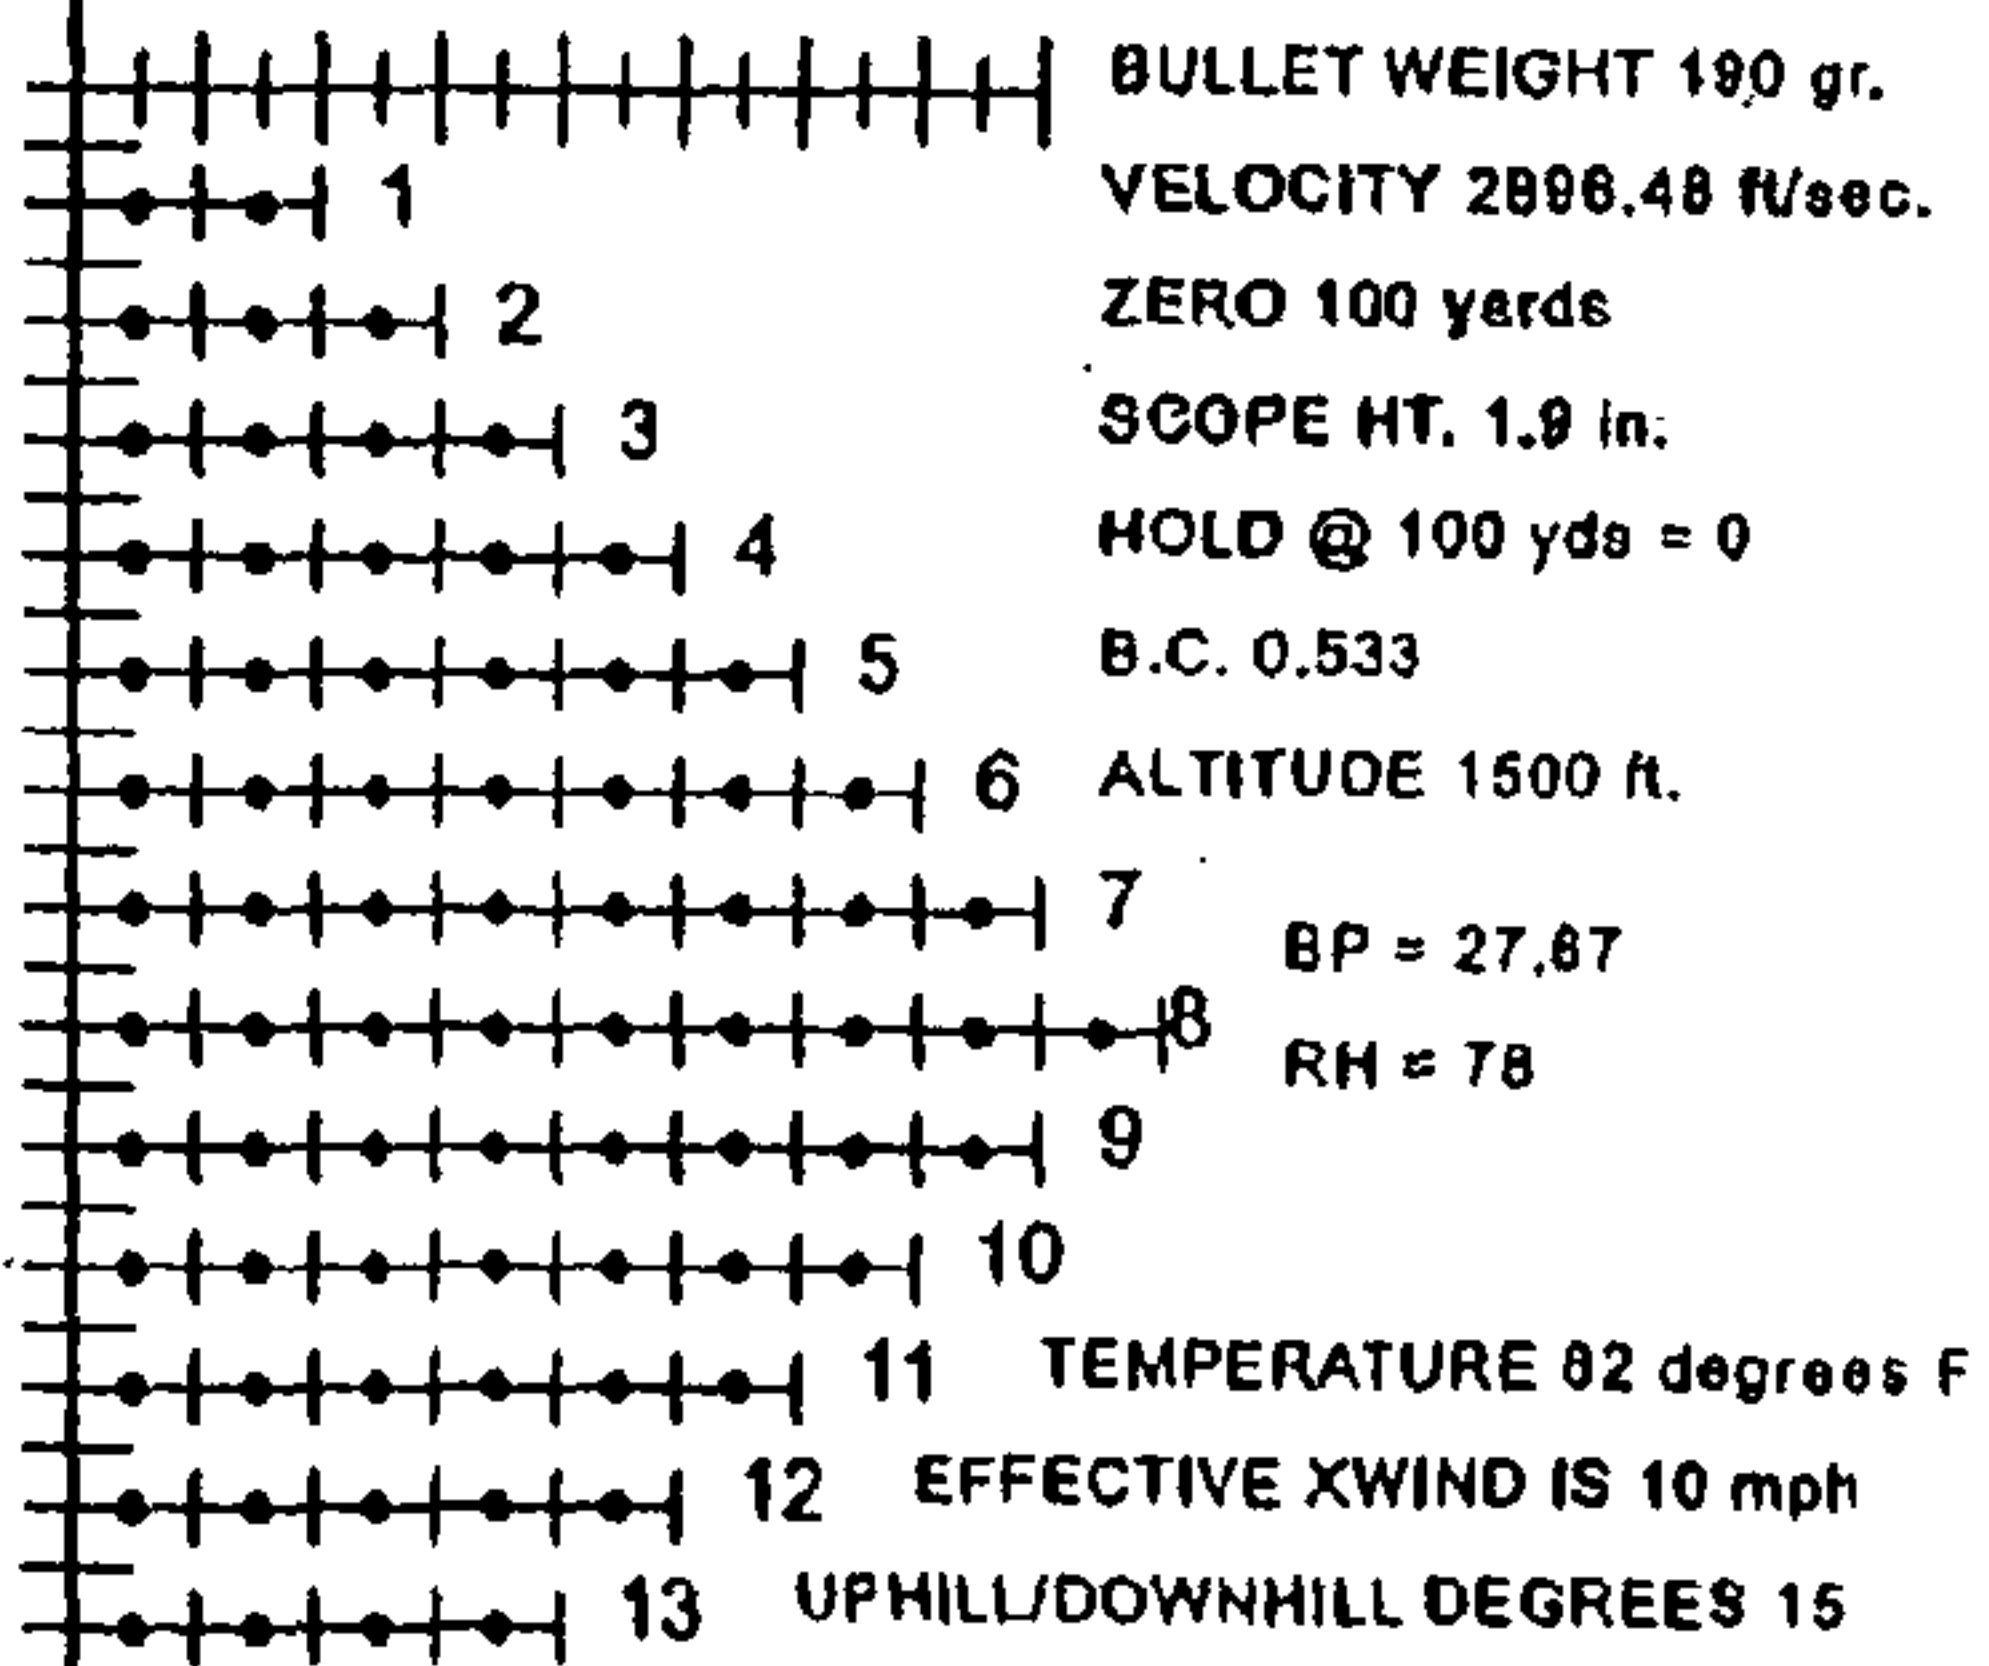 BULLET WEIGHT 190 gr.
1 VELOCITY 2896.48 ft/sec.
2 ZERO 100 yards
3 SCOPE HT. 1.9 in.
4 HOLD @ 100 yds = 0
5 B.C. 0.533
6 ALTITUDE 1500 ft.
7
BP = 27.67
8
RH = 78
9
10
11 TEMPERATURE 62 degrees F
12 EFFECTIVE XWIND IS 10 mph
13 UPHILL/DOWNHILL DEGREES 15